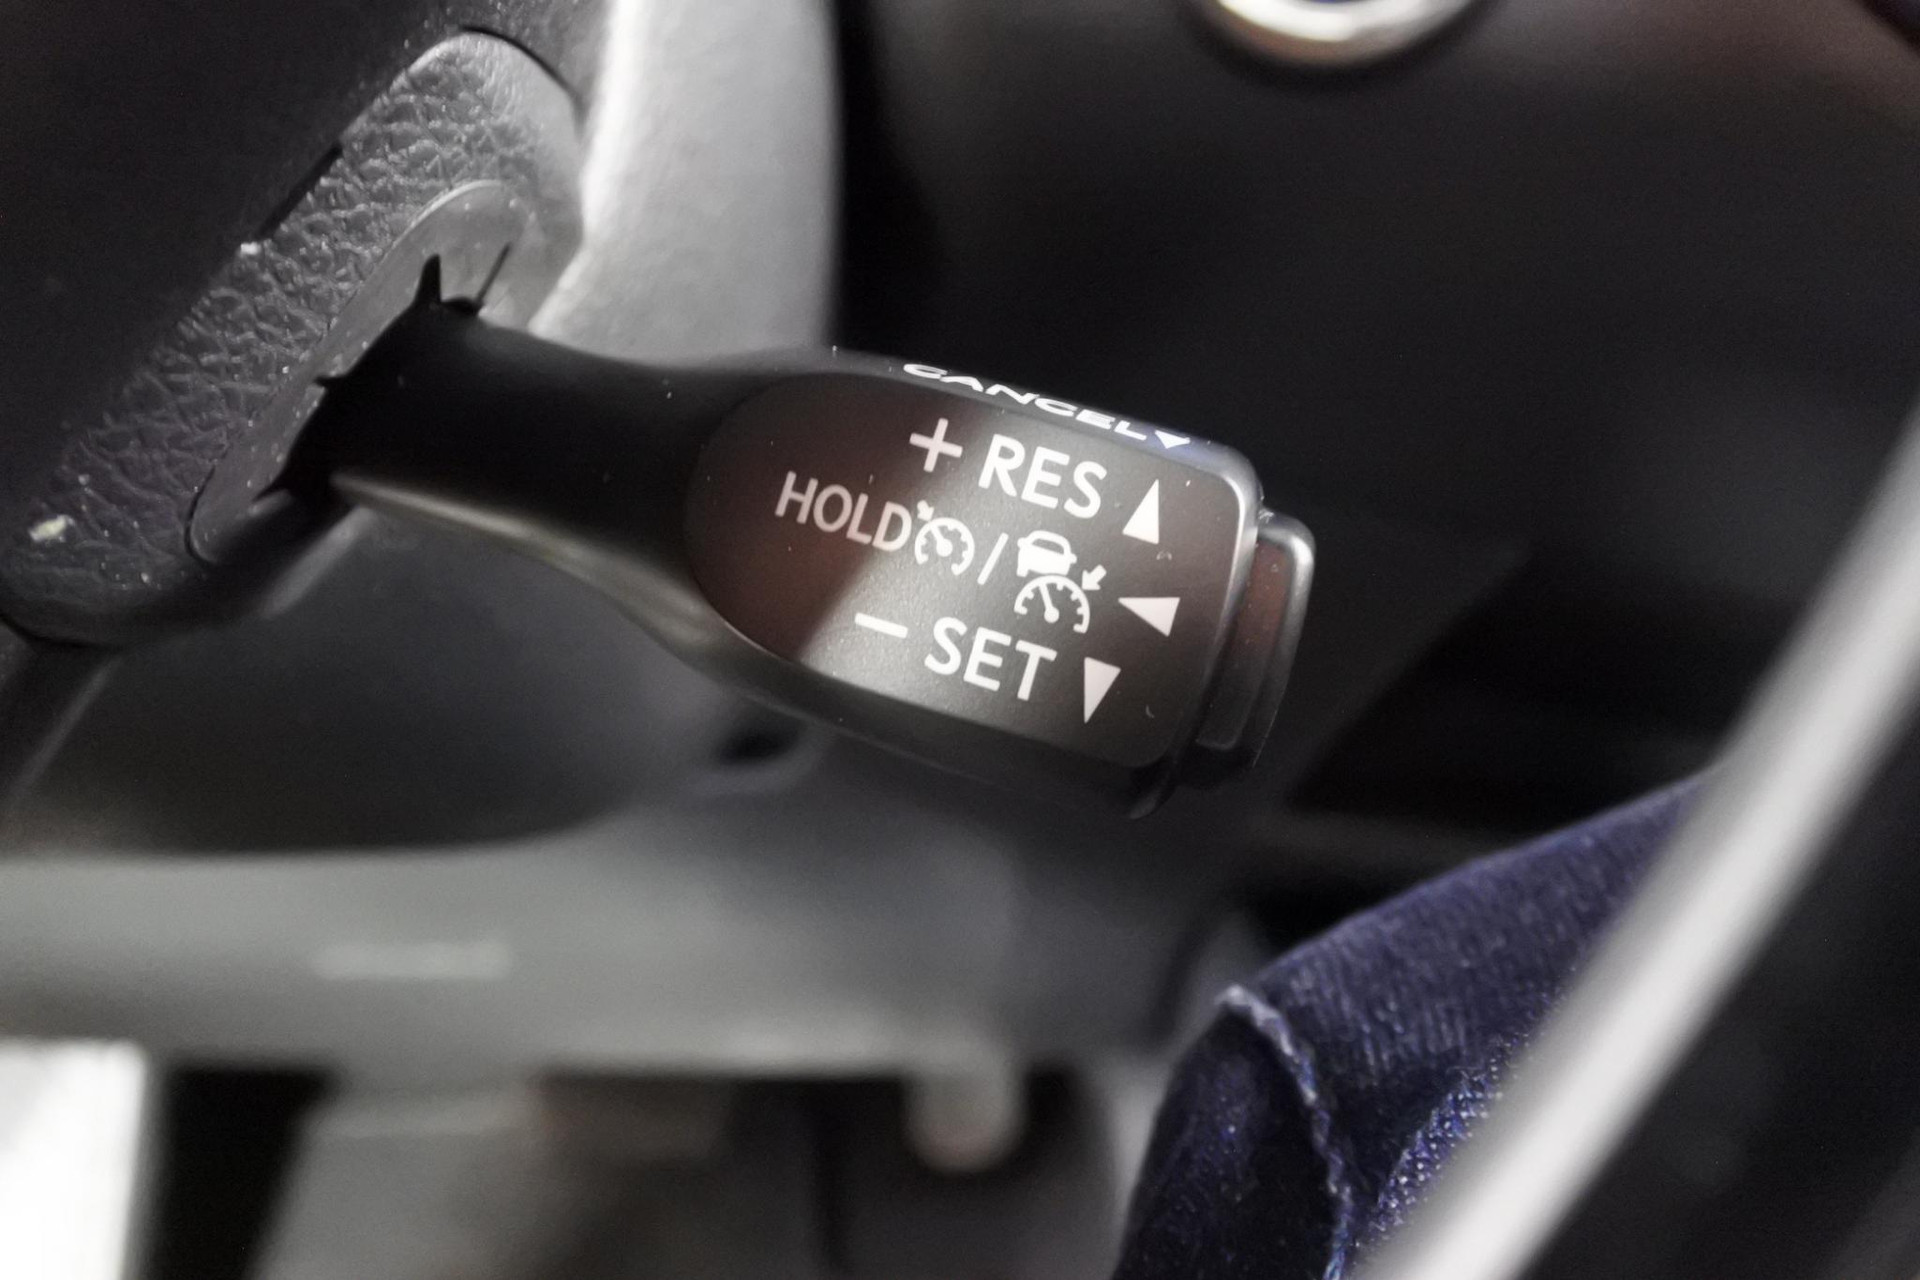 CANCEL▼
+ RES ▲
HOLD / ◀
− SET ▼